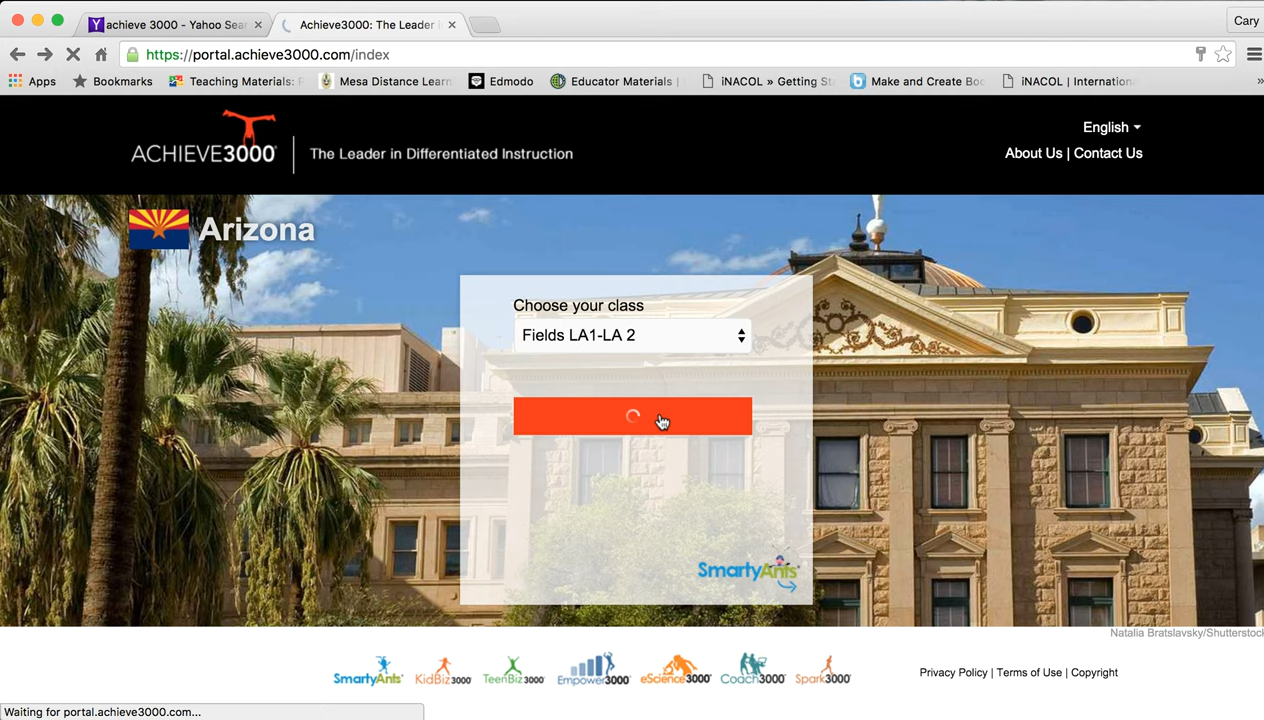 achieve 3000 - Yahoo Sear
Achieve3000: The Leader i
Cary
https://portal.achieve3000.com/index
Apps
Bookmarks
Teaching Materials: F
Mesa Distance Learn
Edmodo
Educator Materials |
iNACOL » Getting Sta
Make and Create Boo
iNACOL | Internationa
»
ACHIEVE3000
The Leader in Differentiated Instruction
English
About Us | Contact Us
Arizona
Choose your class
Fields LA1-LA 2
SmartyAnts
Natalia Bratslavsky/Shutterstock
SmartyAnts
KidBiz3000
TeenBiz3000
Empower3000
eScience3000
Coach3000
Spark3000
Privacy Policy | Terms of Use | Copyright
Waiting for portal.achieve3000.com...